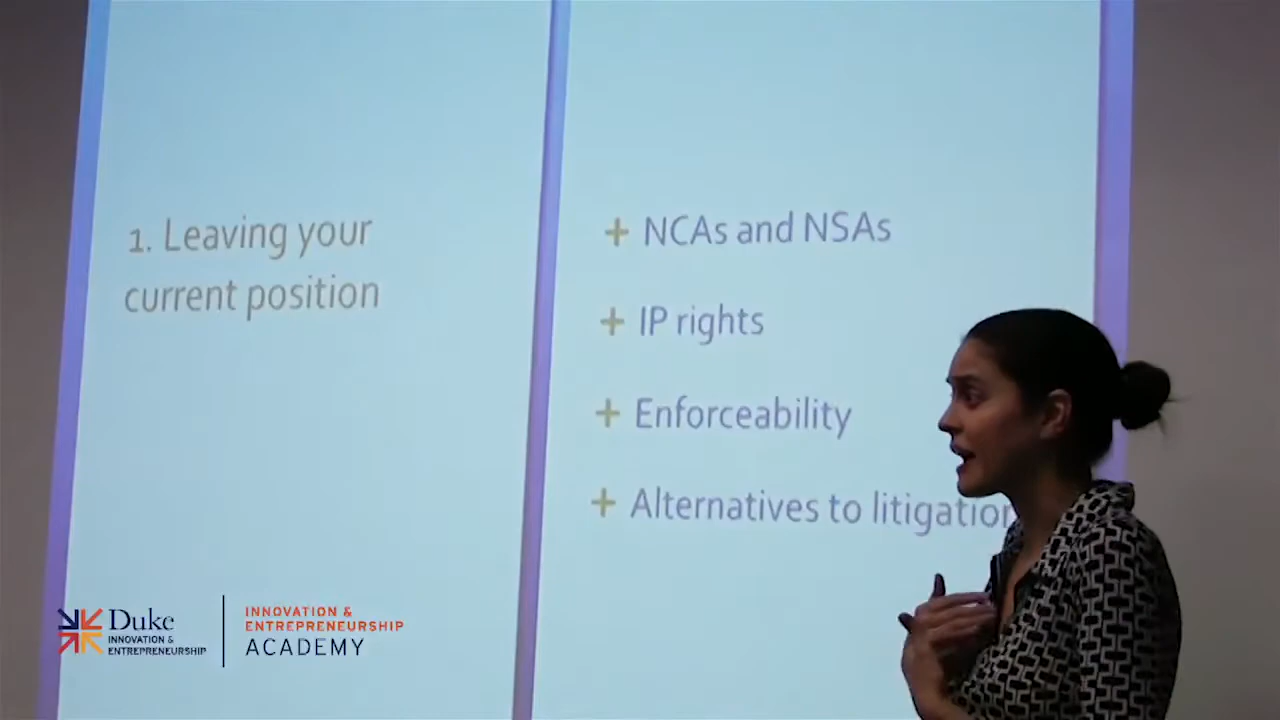 1. Leaving your
current position
+ NCAs and NSAs
+ IP rights
+ Enforceability
+ Alternatives to litigation
Duke
INNOVATION &
ENTREPRENEURSHIP
INNOVATION &
ENTREPRENEURSHIP
ACADEMY